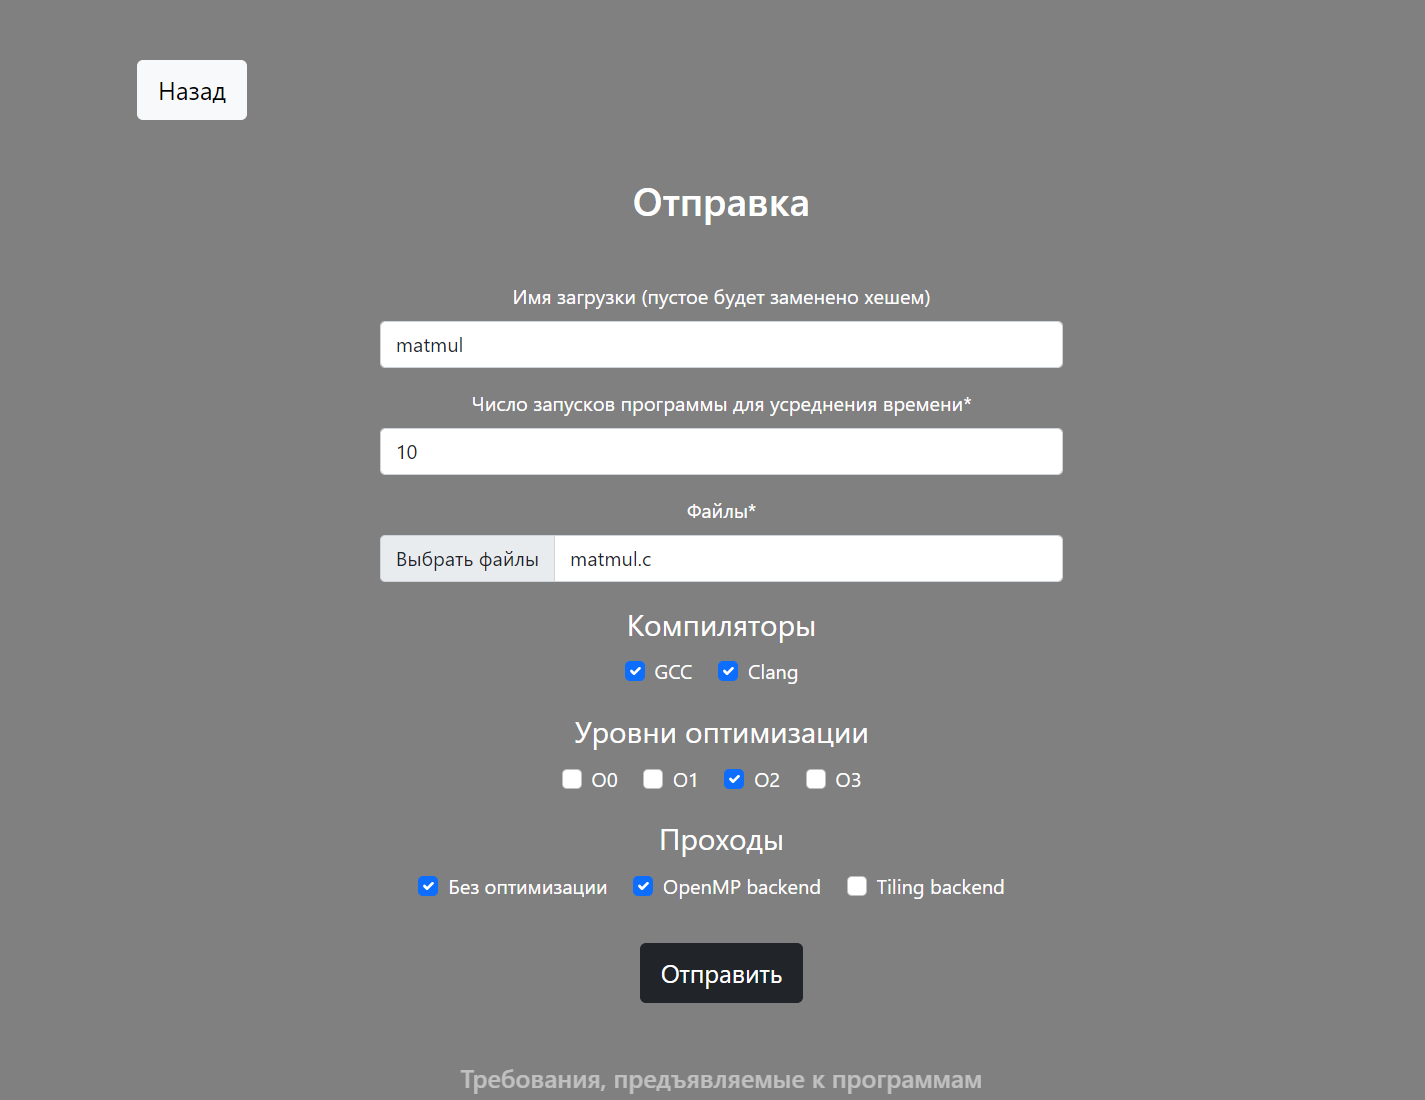 Назад
Отправка
Имя загрузки (пустое будет заменено хешем)
matmul
Число запусков программы для усреднения времени*
10
Файлы*
Выбрать файлы matmul.c
Компиляторы
GCC Clang
Уровни оптимизации
O0 O1 O2 O3
Проходы
Без оптимизации OpenMP backend Tiling backend
Отправить
Требования, предъявляемые к программам